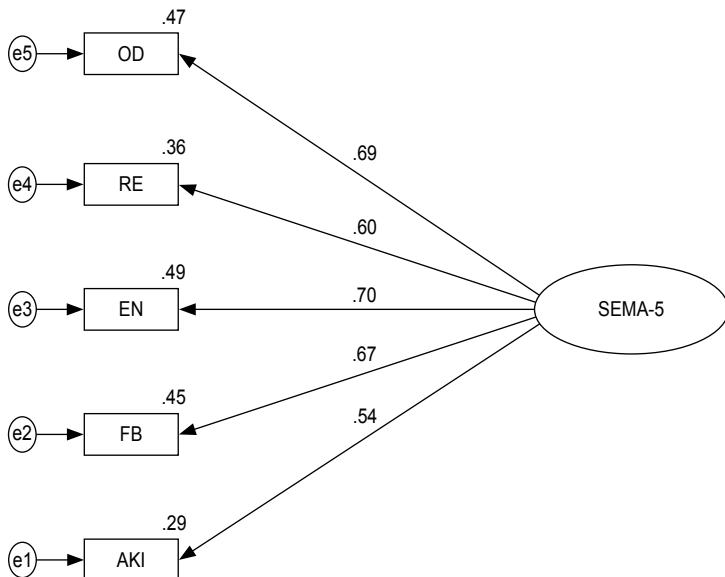 .47
e5 OD
.69
.36
e4 RE
.60
.49
e3 EN
.70
SEMA-5
.67
.45
e2 FB
.54
.29
e1 AKI